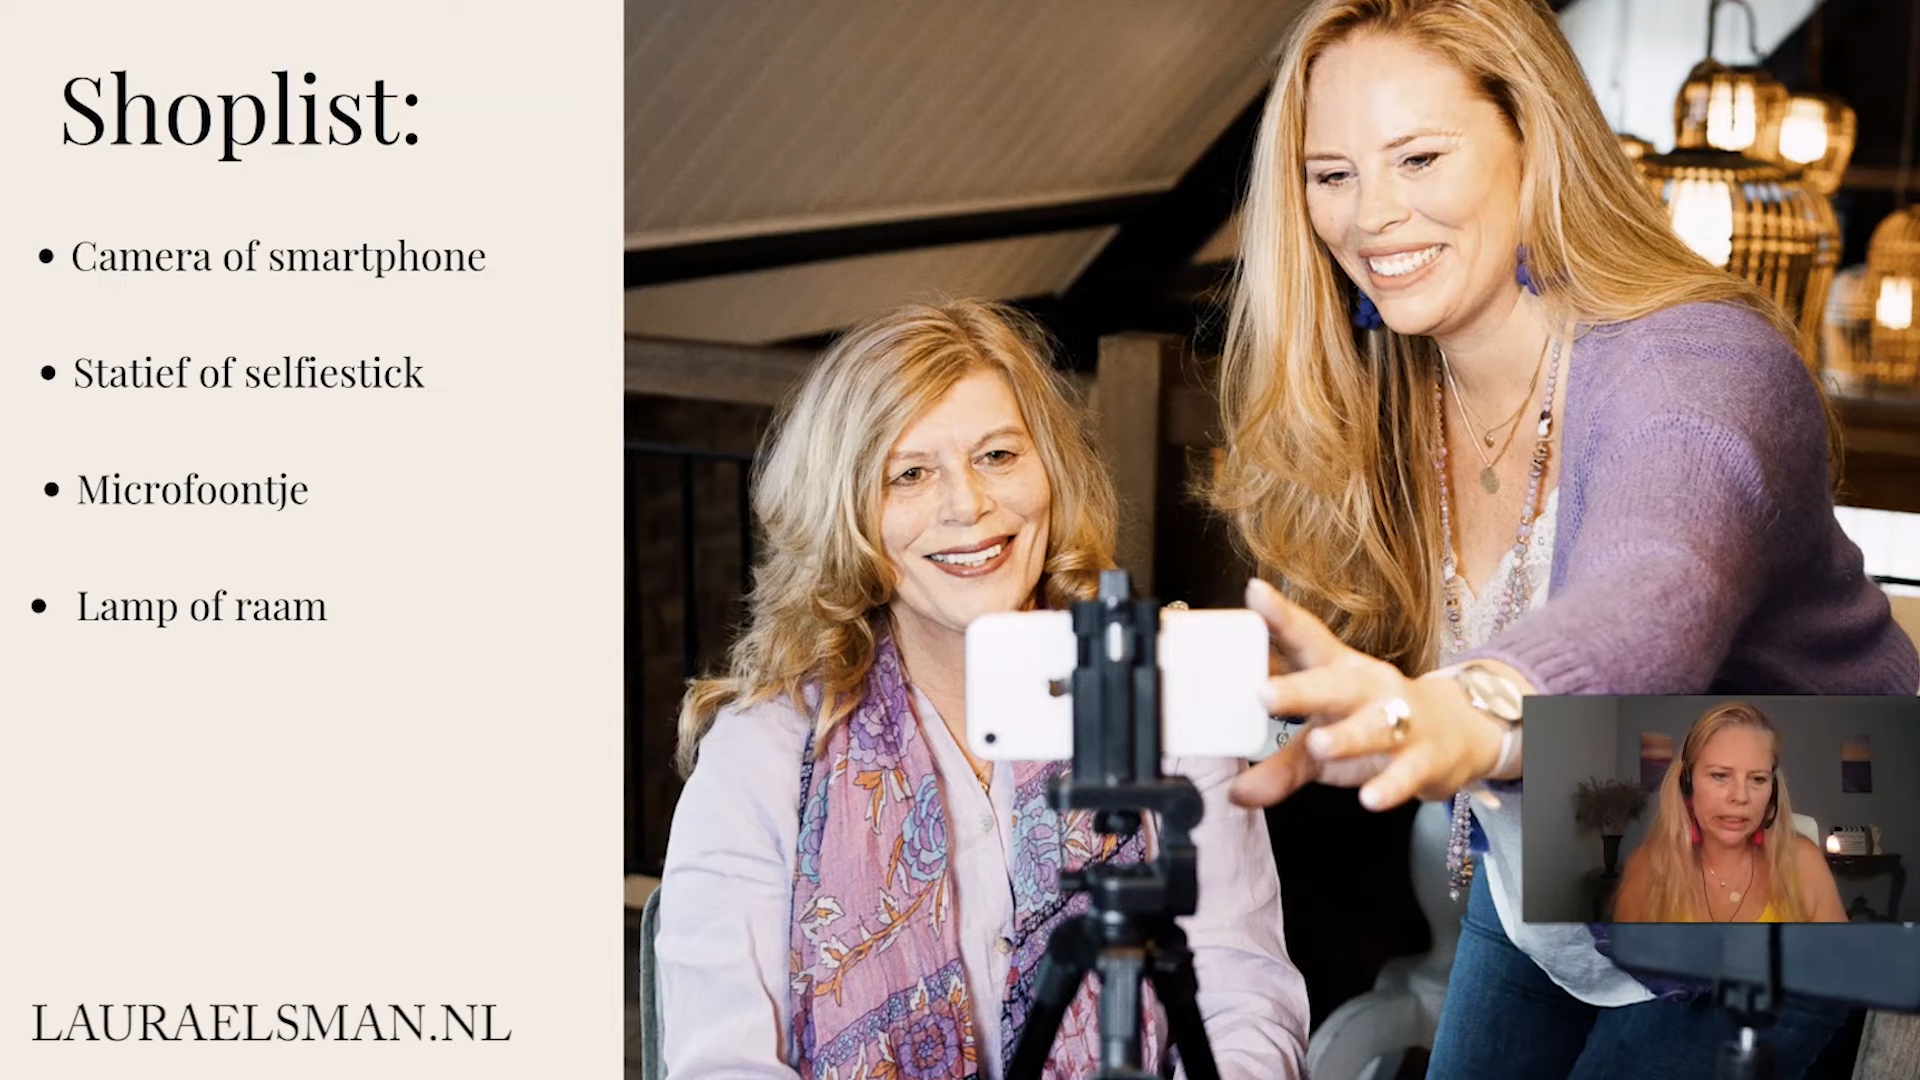 Shoplist:
• Camera of smartphone
• Statief of selfiestick
• Microfoontje
• Lamp of raam
LAURAELSMAN.NL